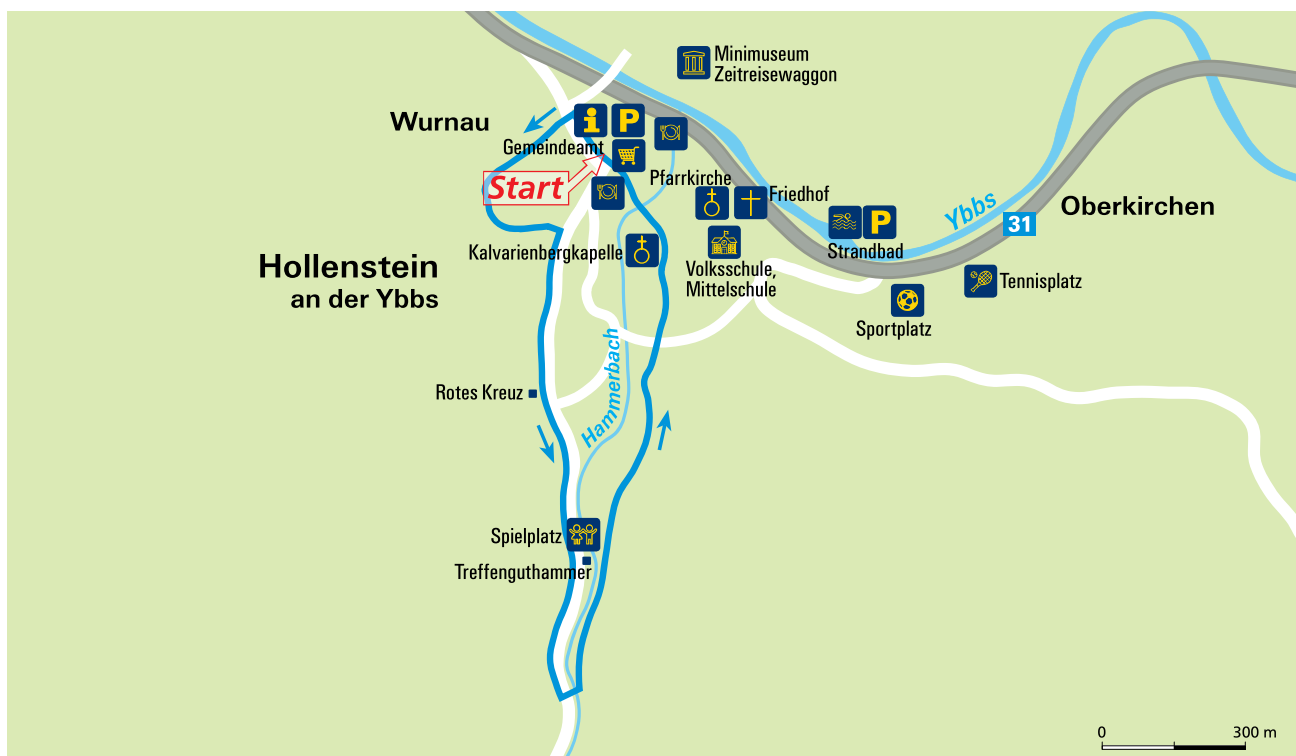 Minimuseum
Zeitreisewaggon
Wurnau
P
Gemeindeamt
Start
Pfarrkirche
Friedhof
Ybbs
31
Oberkirchen
P
Strandbad
Kalvarienbergkapelle
Hollenstein
an der Ybbs
Volksschule,
Mittelschule
Tennisplatz
Sportplatz
Hammerbach
Rotes Kreuz
Spielplatz
Treffenguthammer
0 300 m